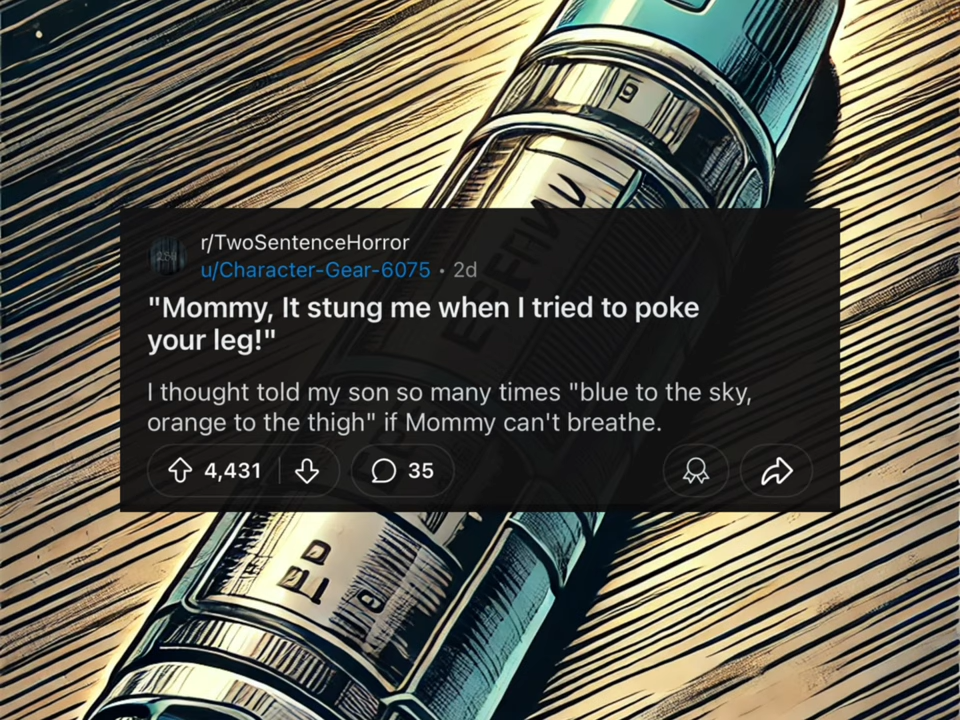 r/TwoSentenceHorror
u/Character-Gear-6075 • 2d
"Mommy, It stung me when I tried to poke
your leg!"
I thought told my son so many times "blue to the sky,
orange to the thigh" if Mommy can't breathe.
4,431
35